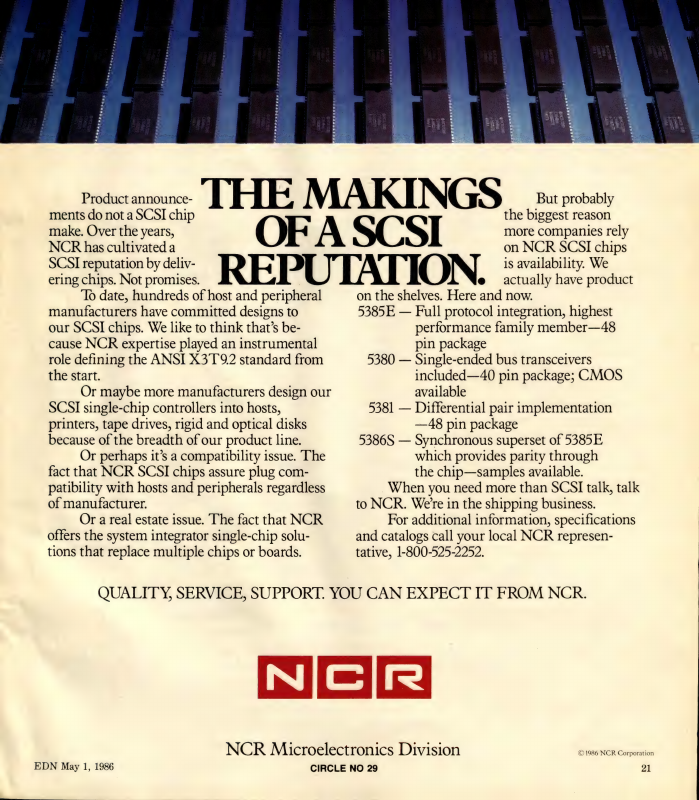 THE MAKINGS
OF A SCSI
REPUTATION.
Product announce-
ments do not a SCSI chip
make. Over the years,
NCR has cultivated a
SCSI reputation by deliv-
ering chips. Not promises.
To date, hundreds of host and peripheral
manufacturers have committed designs to
our SCSI chips. We like to think that's be-
cause NCR expertise played an instrumental
role defining the ANSI X3T9.2 standard from
the start.
Or maybe more manufacturers design our
SCSI single-chip controllers into hosts,
printers, tape drives, rigid and optical disks
because of the breadth of our product line.
Or perhaps it's a compatibility issue. The
fact that NCR SCSI chips assure plug com-
patibility with hosts and peripherals regardless
of manufacturer.
Or a real estate issue. The fact that NCR
offers the system integrator single-chip solu-
tions that replace multiple chips or boards.
But probably
the biggest reason
more companies rely
on NCR SCSI chips
is availability. We
actually have product
on the shelves. Here and now.
5385E — Full protocol integration, highest
performance family member—48
pin package
5380 — Single-ended bus transceivers
included—40 pin package; CMOS
available
5381 — Differential pair implementation
—48 pin package
5386S — Synchronous superset of 5385E
which provides parity through
the chip—samples available.
When you need more than SCSI talk, talk
to NCR. We're in the shipping business.
For additional information, specifications
and catalogs call your local NCR represen-
tative, 1-800-525-2252.
QUALITY, SERVICE, SUPPORT. YOU CAN EXPECT IT FROM NCR.
NCR
NCR Microelectronics Division
© 1986 NCR Corporation
EDN May 1, 1986
CIRCLE NO 29
21